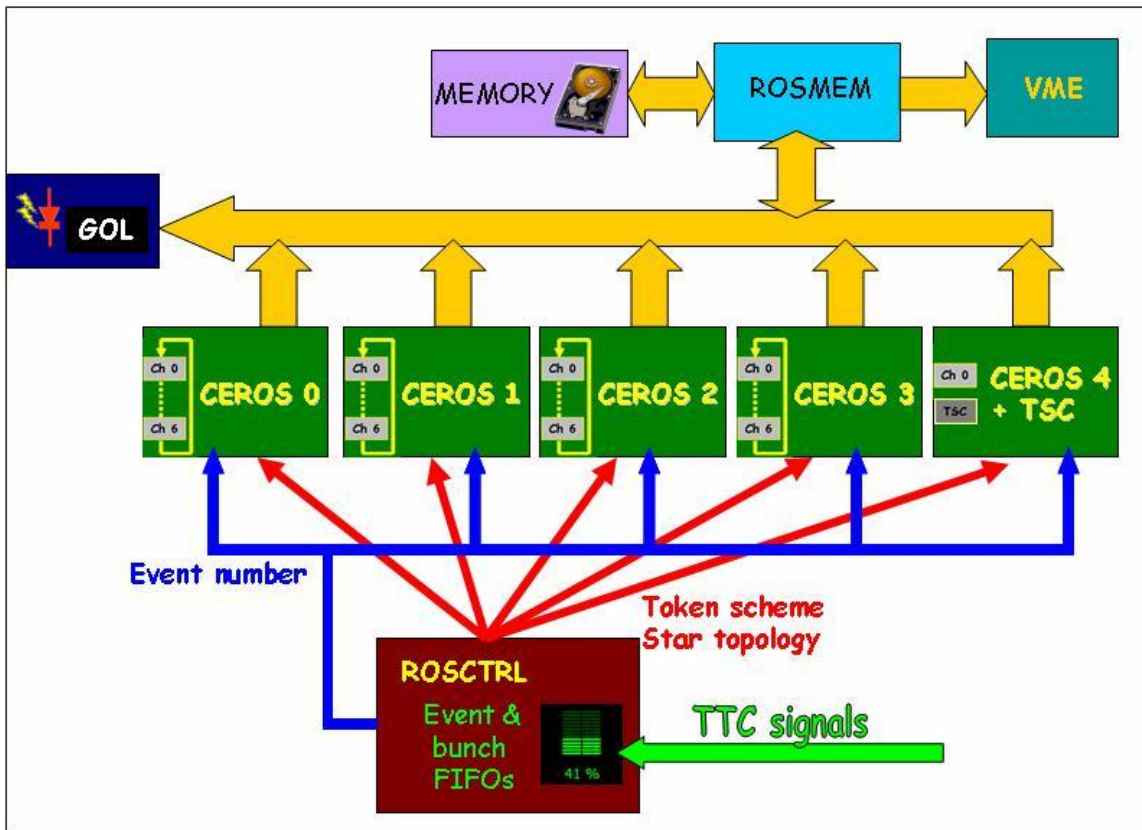 MEMORY
ROSMEM
VME
GOL
Ch 0
Ch 6
CEROS 0
Ch 0
Ch 6
CEROS 1
Ch 0
Ch 6
CEROS 2
Ch 0
Ch 6
CEROS 3
Ch 0
TSC
CEROS 4
+ TSC
Event number
Token scheme
Star topology
ROSCTRL
Event &
bunch
FIFOs
41 %
TTC signals